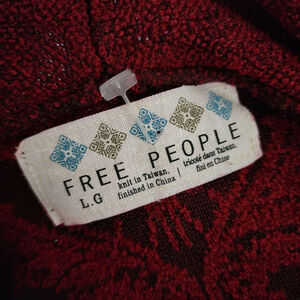 FREE PEOPLE
L.G
knit in Taiwan,
finished in China
tricoté dans Taiwan,
fini en Chine